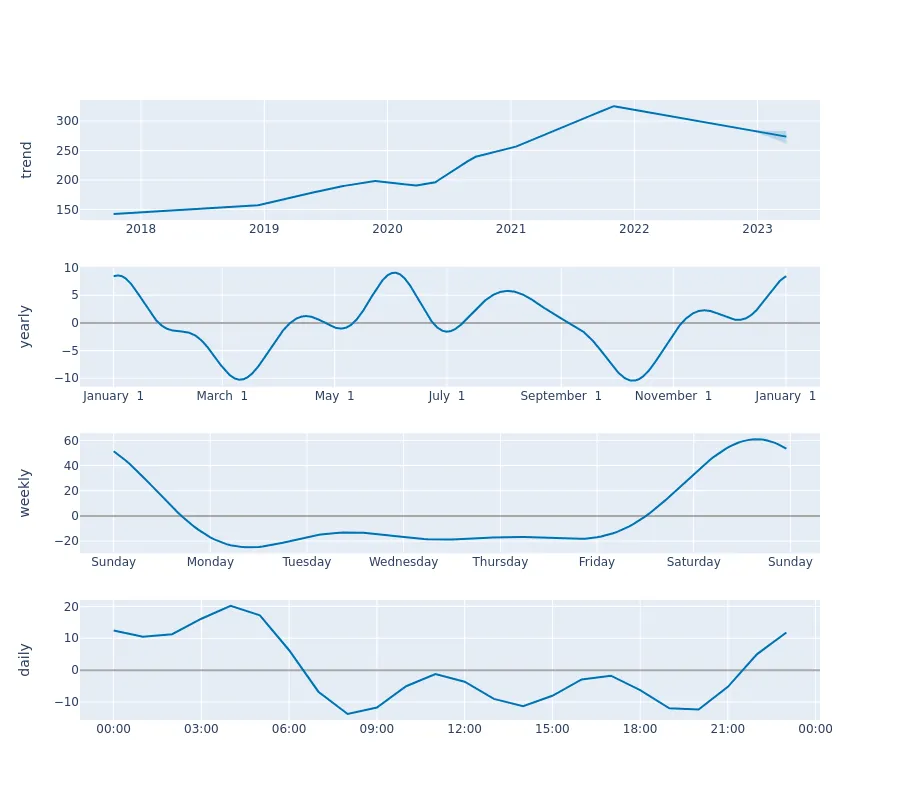 trend
300
250
200
150
2018 2019 2020 2021 2022 2023
yearly
10
5
0
−5
−10
January 1 March 1 May 1 July 1 September 1 November 1 January 1
weekly
60
40
20
0
−20
Sunday Monday Tuesday Wednesday Thursday Friday Saturday Sunday
daily
20
10
0
−10
00:00 03:00 06:00 09:00 12:00 15:00 18:00 21:00 00:00